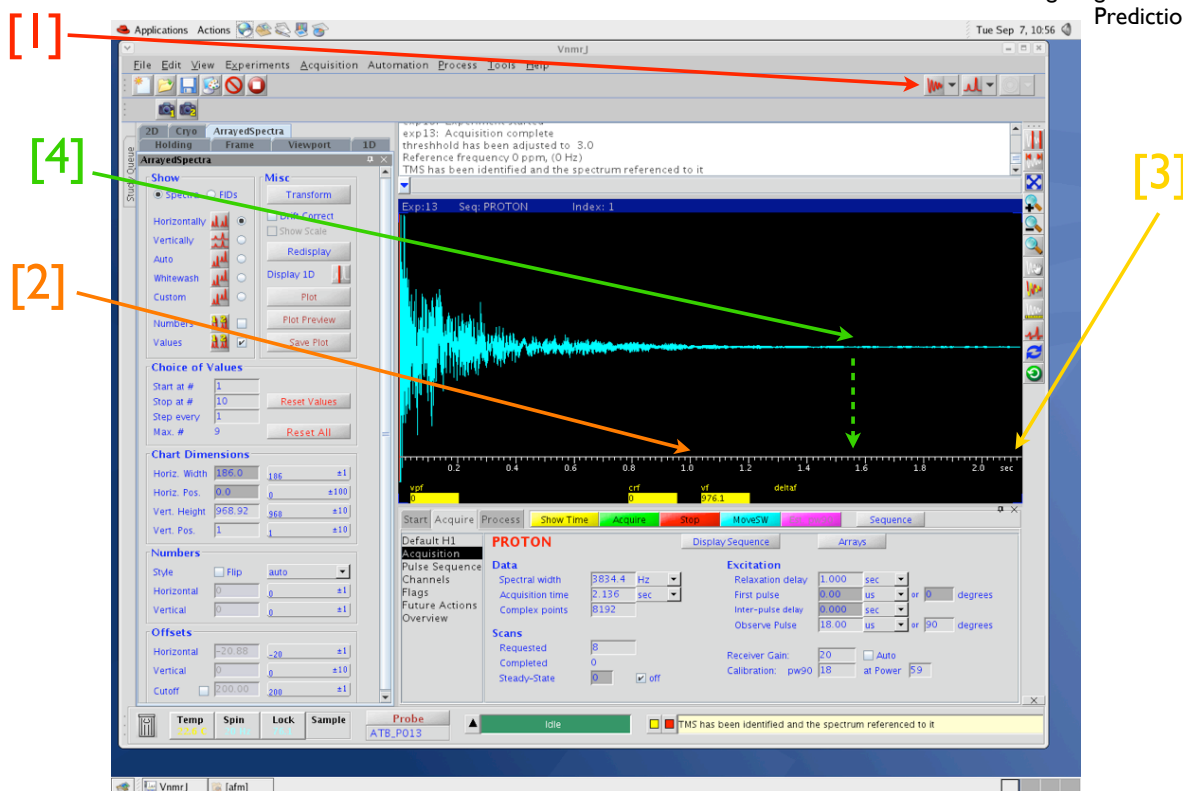 Predictio
[1]
Applications Actions
Tue Sep 7, 10:56
VnmrJ
File Edit View Experiments Acquisition Automation Process Tools Help
2D Cryo ArrayedSpectra
Holding Frame Viewport 1D
ArrayedSpectra
Study Queue
exp13: Acquisition complete
threshhold has been adjusted to 3.0
Reference frequency 0 ppm, (0 Hz)
TMS has been identified and the spectrum referenced to it
[4]
[3]
[2]
Show
Spectra FIDs
Horizontally
Vertically
Auto
Whitewash
Custom
Numbers
Values
Misc
Transform
Drift Correct
Show Scale
Redisplay
Display 1D
Plot
Plot Preview
Save Plot
Choice of Values
Start at # 1
Stop at # 10 Reset Values
Step every 1
Max. # 9 Reset All
Chart Dimensions
Horiz. Width 186.0 186 ±1
Horiz. Pos. 0.0 0 ±100
Vert. Height 968.92 968 ±10
Vert. Pos. 1 1 ±10
Numbers
Style Flip auto
Horizontal 0 0 ±1
Vertical 0 0 ±1
Offsets
Horizontal -20.88 -20 ±1
Vertical 0 0 ±10
Cutoff 200.00 200 ±1
Exp:13 Seq: PROTON Index: 1
0.2 0.4 0.6 0.8 1.0 1.2 1.4 1.6 1.8 2.0 sec
vpf crf vf deltaf
0 0 976.1
Start Acquire Process Show Time Acquire Stop MoveSW Sequence
Default H1
Acquisition
Pulse Sequence
Channels
Flags
Future Actions
Overview
PROTON Display Sequence Arrays
Data
Spectral width 3834.4 Hz
Acquisition time 2.136 sec
Complex points 8192
Scans
Requested 8
Completed 0
Steady-State 0 off
Excitation
Relaxation delay 1.000 sec
First pulse 0.00 us or 0 degrees
Inter-pulse delay 0.000 sec
Observe Pulse 18.00 us or 90 degrees
Receiver Gain: 20 Auto
Calibration: pw90 18 at Power 59
Temp Spin Lock Sample
Probe
ATB_P013
Idle
TMS has been identified and the spectrum referenced to it
VnmrJ [afm]